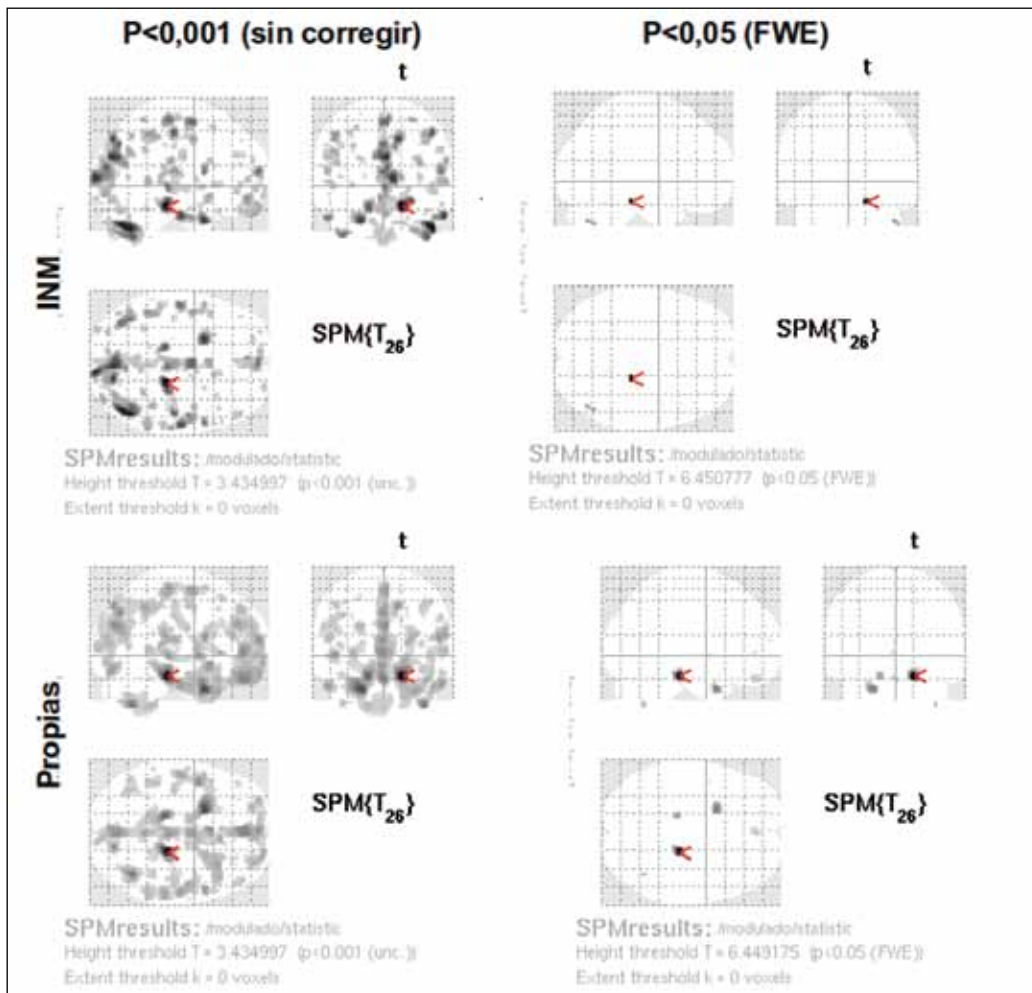 P<0,001 (sin corregir)
P<0,05 (FWE)
INM
t
SPM{T26}
SPMresults: ./modulado/statistic
Height threshold T = 3.434997 (p<0.001 (unc.))
Extent threshold k = 0 voxels
t
SPM{T26}
SPMresults: ./modulado/statistic
Height threshold T = 6.450777 (p<0.05 (FWE))
Extent threshold k = 0 voxels
Propias
t
SPM{T26}
SPMresults: ./modulado/statistic
Height threshold T = 3.434997 (p<0.001 (unc.))
Extent threshold k = 0 voxels
t
SPM{T26}
SPMresults: ./modulado/statistic
Height threshold T = 6.449175 (p<0.05 (FWE))
Extent threshold k = 0 voxels